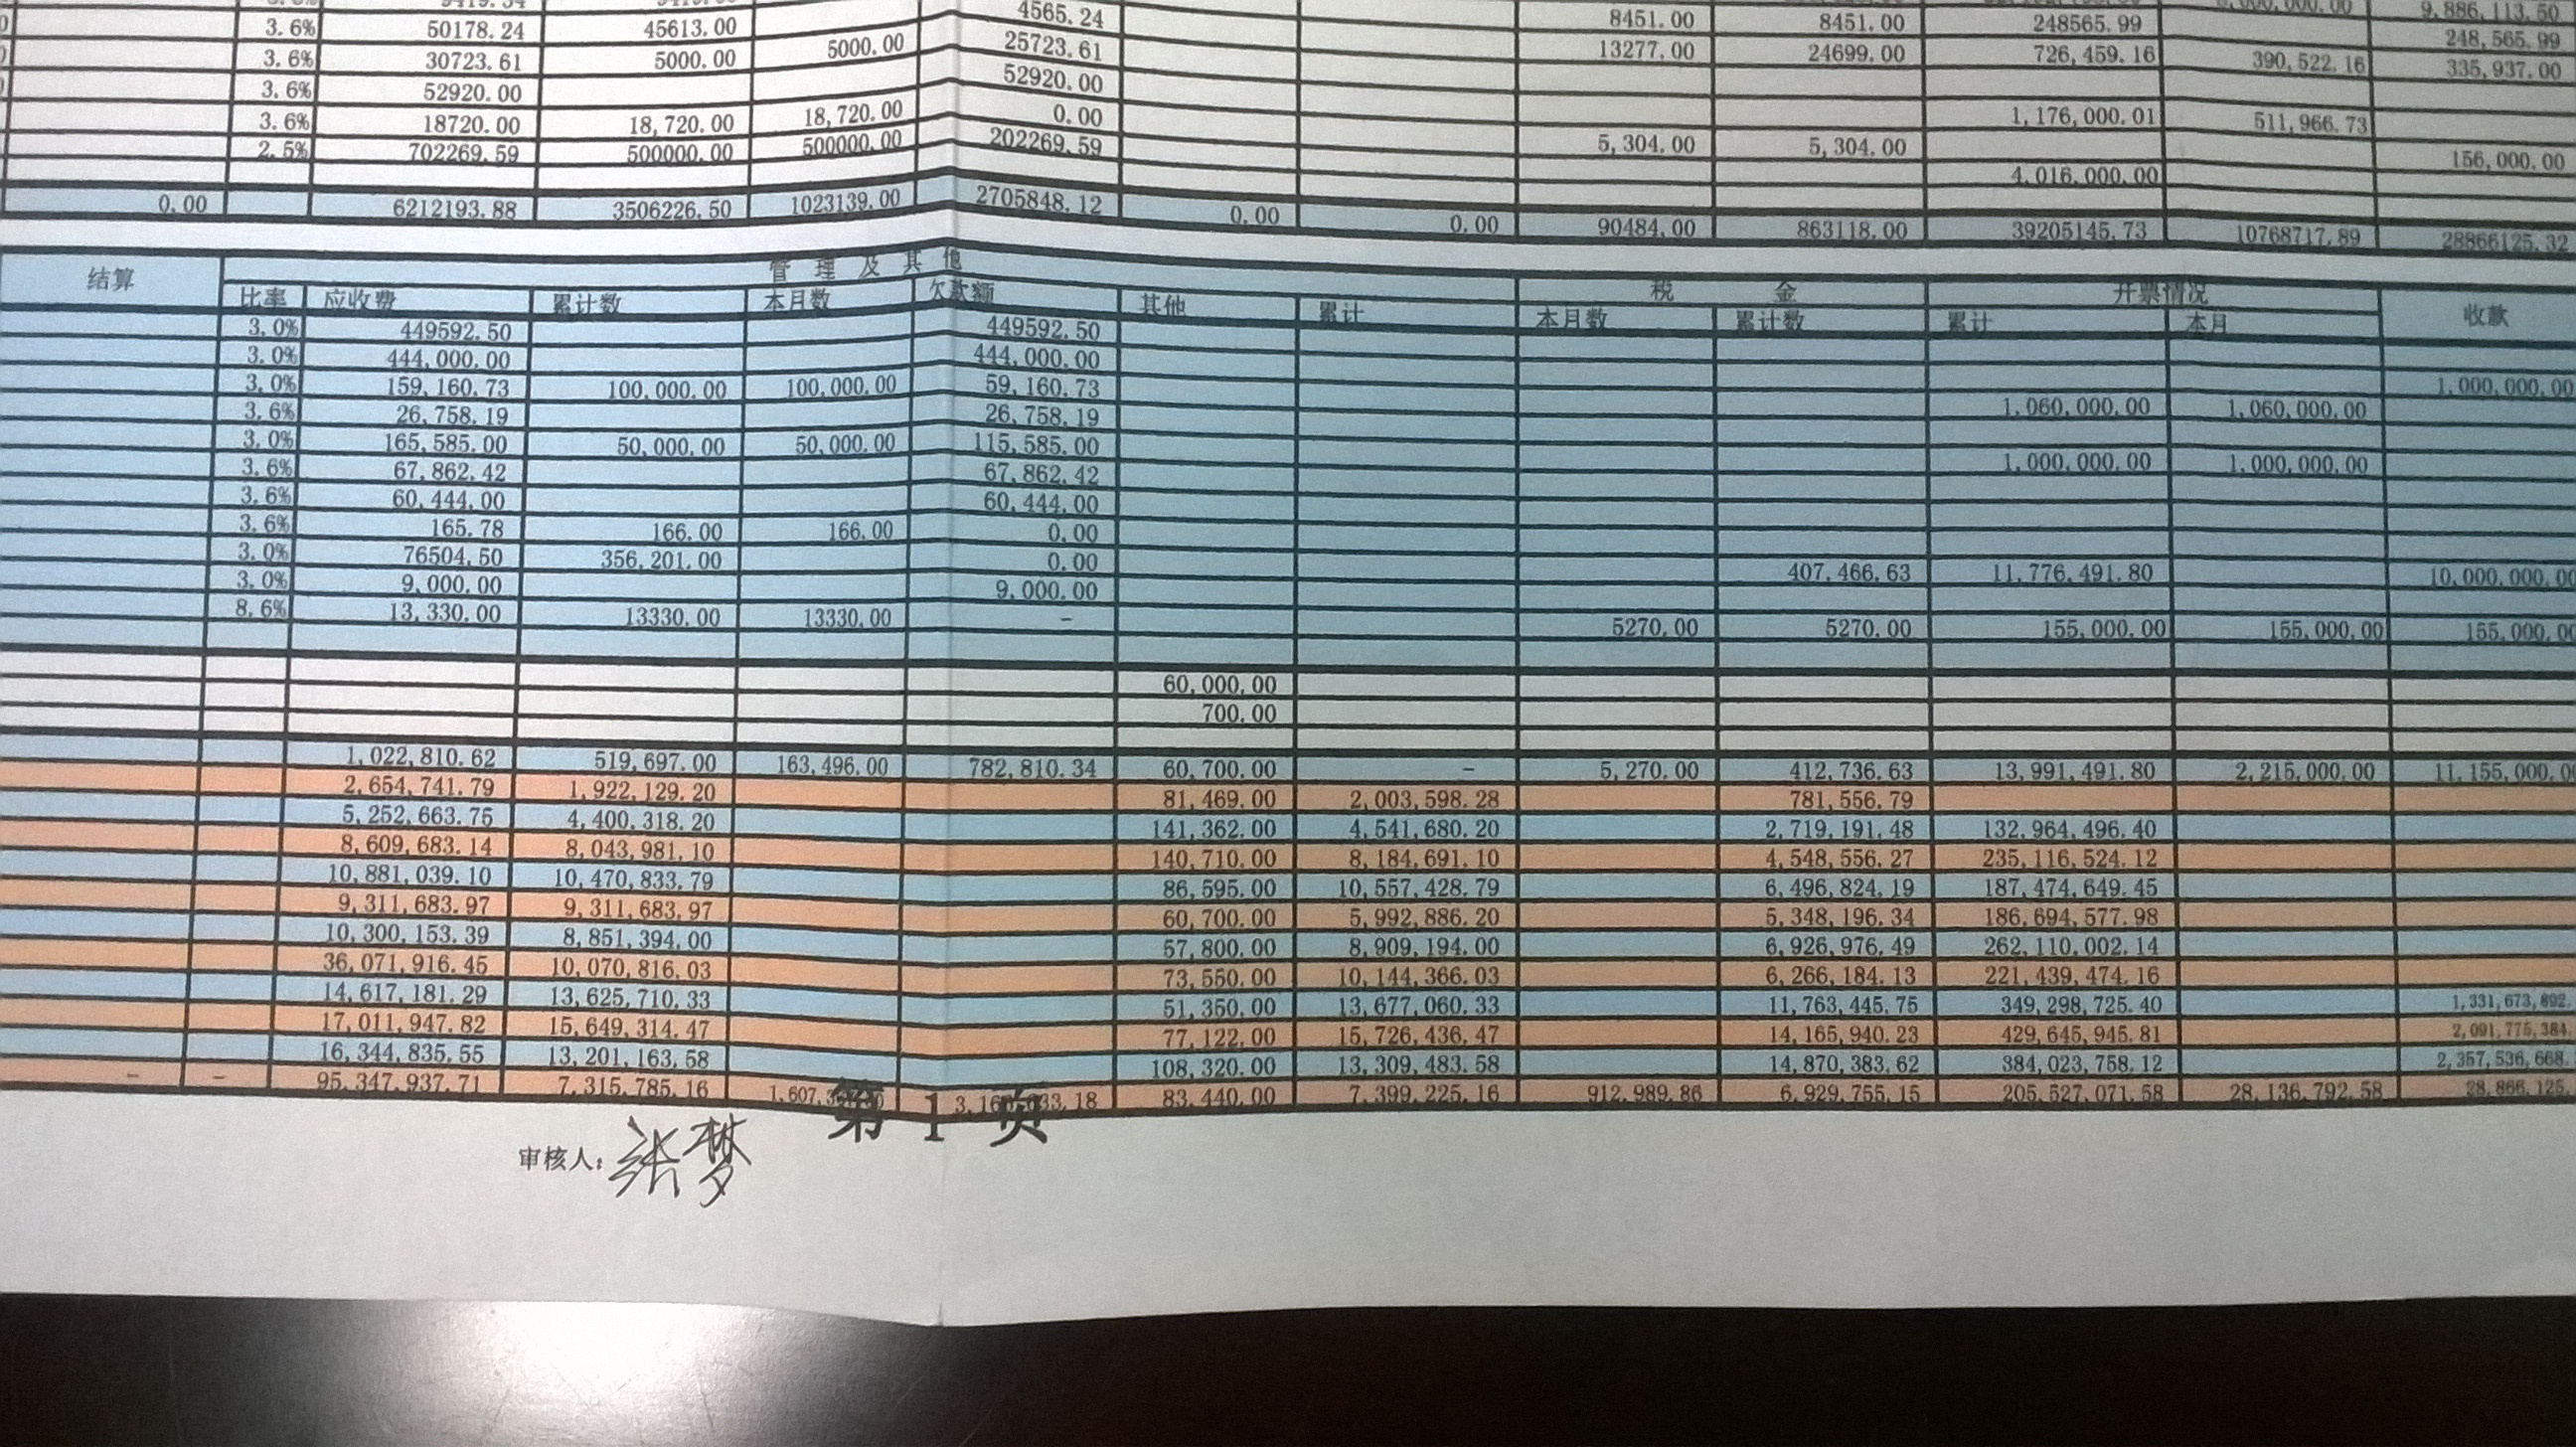 3.6% 50178.24 45613.00 4565.24 8451.00 8451.00 248565.99 248,565.99
3.6% 30723.61 5000.00 5000.00 25723.61 13277.00 24699.00 726,459.16 390,522.16 335,937.00
3.6% 52920.00 52920.00
3.6% 18720.00 18,720.00 18,720.00 0.00 1,176,000.01 511,966.73
2.5% 702269.59 500000.00 500000.00 202269.59 5,304.00 5,304.00 156,000.00
4,016,000.00
0.00 6212193.88 3506226.50 1023139.00 2705848.12 0.00 0.00 90484.00 863118.00 39205145.73 10768717.89 28866125.32
结算 管理及其他 税金 开票情况 收款
比率 应收费 累计数 本月数 欠款额 其他 累计 本月数 累计数 累计 本月
3.0% 449592.50 449592.50
3.0% 444,000.00 444,000.00
3.0% 159,160.73 100,000.00 100,000.00 59,160.73 1,000,000.00
3.6% 26,758.19 26,758.19 1,060,000.00 1,060,000.00
3.0% 165,585.00 50,000.00 50,000.00 115,585.00
3.6% 67,862.42 67,862.42 1,000,000.00 1,000,000.00
3.6% 60,444.00 60,444.00
3.6% 165.78 166.00 166.00 0.00
3.0% 76504.50 356,201.00 0.00 407,466.63 11,776,491.80 10,000,000.00
3.0% 9,000.00 9,000.00
8.6% 13,330.00 13330.00 13330.00 - 5270.00 5270.00 155,000.00 155,000.00 155,000.00
60,000.00
700.00
1,022,810.62 519,697.00 163,496.00 782,810.34 60,700.00 - 5,270.00 412,736.63 13,991,491.80 2,215,000.00 11,155,000.0
2,654,741.79 1,922,129.20 81,469.00 2,003,598.28 781,556.79
5,252,663.75 4,400,318.20 141,362.00 4,541,680.20 2,719,191.48 132,964,496.40
8,609,683.14 8,043,981.10 140,710.00 8,184,691.10 4,548,556.27 235,116,524.12
10,881,039.10 10,470,833.79 86,595.00 10,557,428.79 6,496,824.19 187,474,649.45
9,311,683.97 9,311,683.97 60,700.00 5,992,886.20 5,348,196.34 186,694,577.98
10,300,153.39 8,851,394.00 57,800.00 8,909,194.00 6,926,976.49 262,110,002.14
36,071,916.45 10,070,816.03 73,550.00 10,144,366.03 6,266,184.13 221,439,474.16
14,617,181.29 13,625,710.33 51,350.00 13,677,060.33 11,763,445.75 349,298,725.40 1,331,673,892.
17,011,947.82 15,649,314.47 77,122.00 15,726,436.47 14,165,940.23 429,645,945.81 2,091,775,384.
16,344,835.55 13,201,163.58 108,320.00 13,309,483.58 14,870,383.62 384,023,758.12 2,357,536,668.
- - 95,347,937.71 7,315,785.16 83,440.00 7,399,225.16 912,989.86 6,929,755.15 205,527,071.58 28,136,792.58 28,866,125.
第 1 页
审核人：张梦